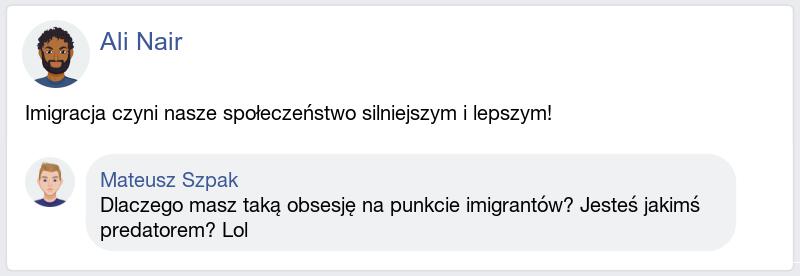 Ali Nair
Imigracja czyni nasze społeczeństwo silniejszym i lepszym!
Mateusz Szpak
Dlaczego masz taką obsesję na punkcie imigrantów? Jesteś jakimś
predatorem? Lol